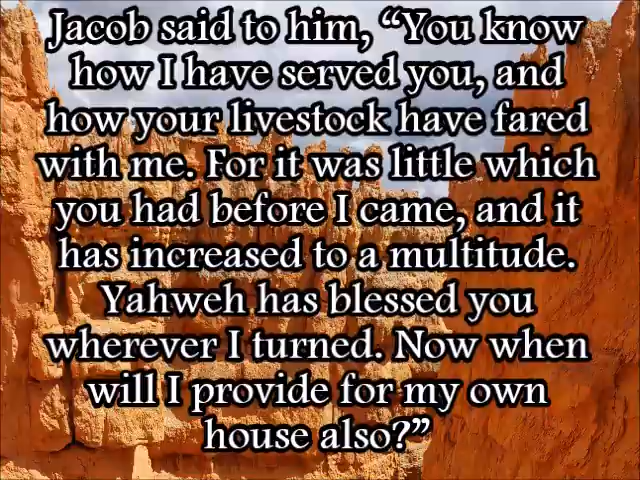 Jacob said to him, “You know
how I have served you, and
how your livestock have fared
with me. For it was little which
you had before I came, and it
has increased to a multitude.
Yahweh has blessed you
wherever I turned. Now when
will I provide for my own
house also?”